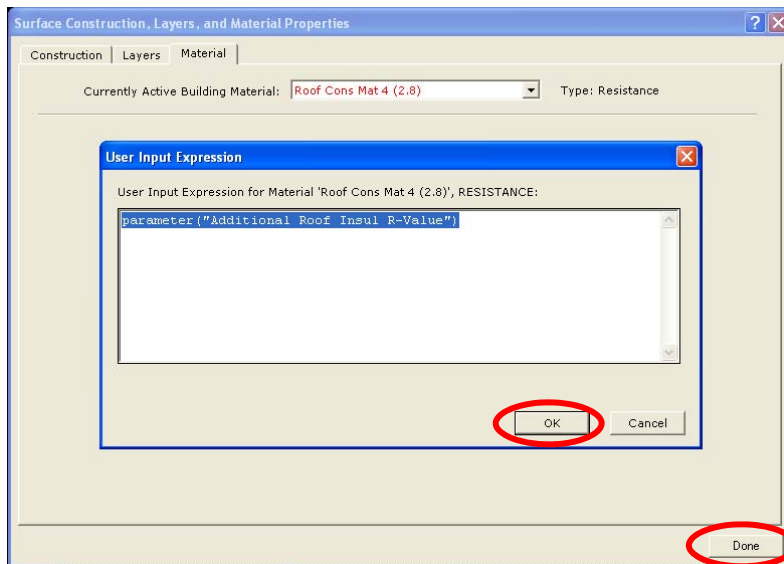 Surface Construction, Layers, and Material Properties
Construction
Layers
Material
Currently Active Building Material: Roof Cons Mat 4 (2.8) Type: Resistance
User Input Expression
User Input Expression for Material 'Roof Cons Mat 4 (2.8)', RESISTANCE:
parameter("Additional Roof Insul R-Value")
OK
Cancel
Done